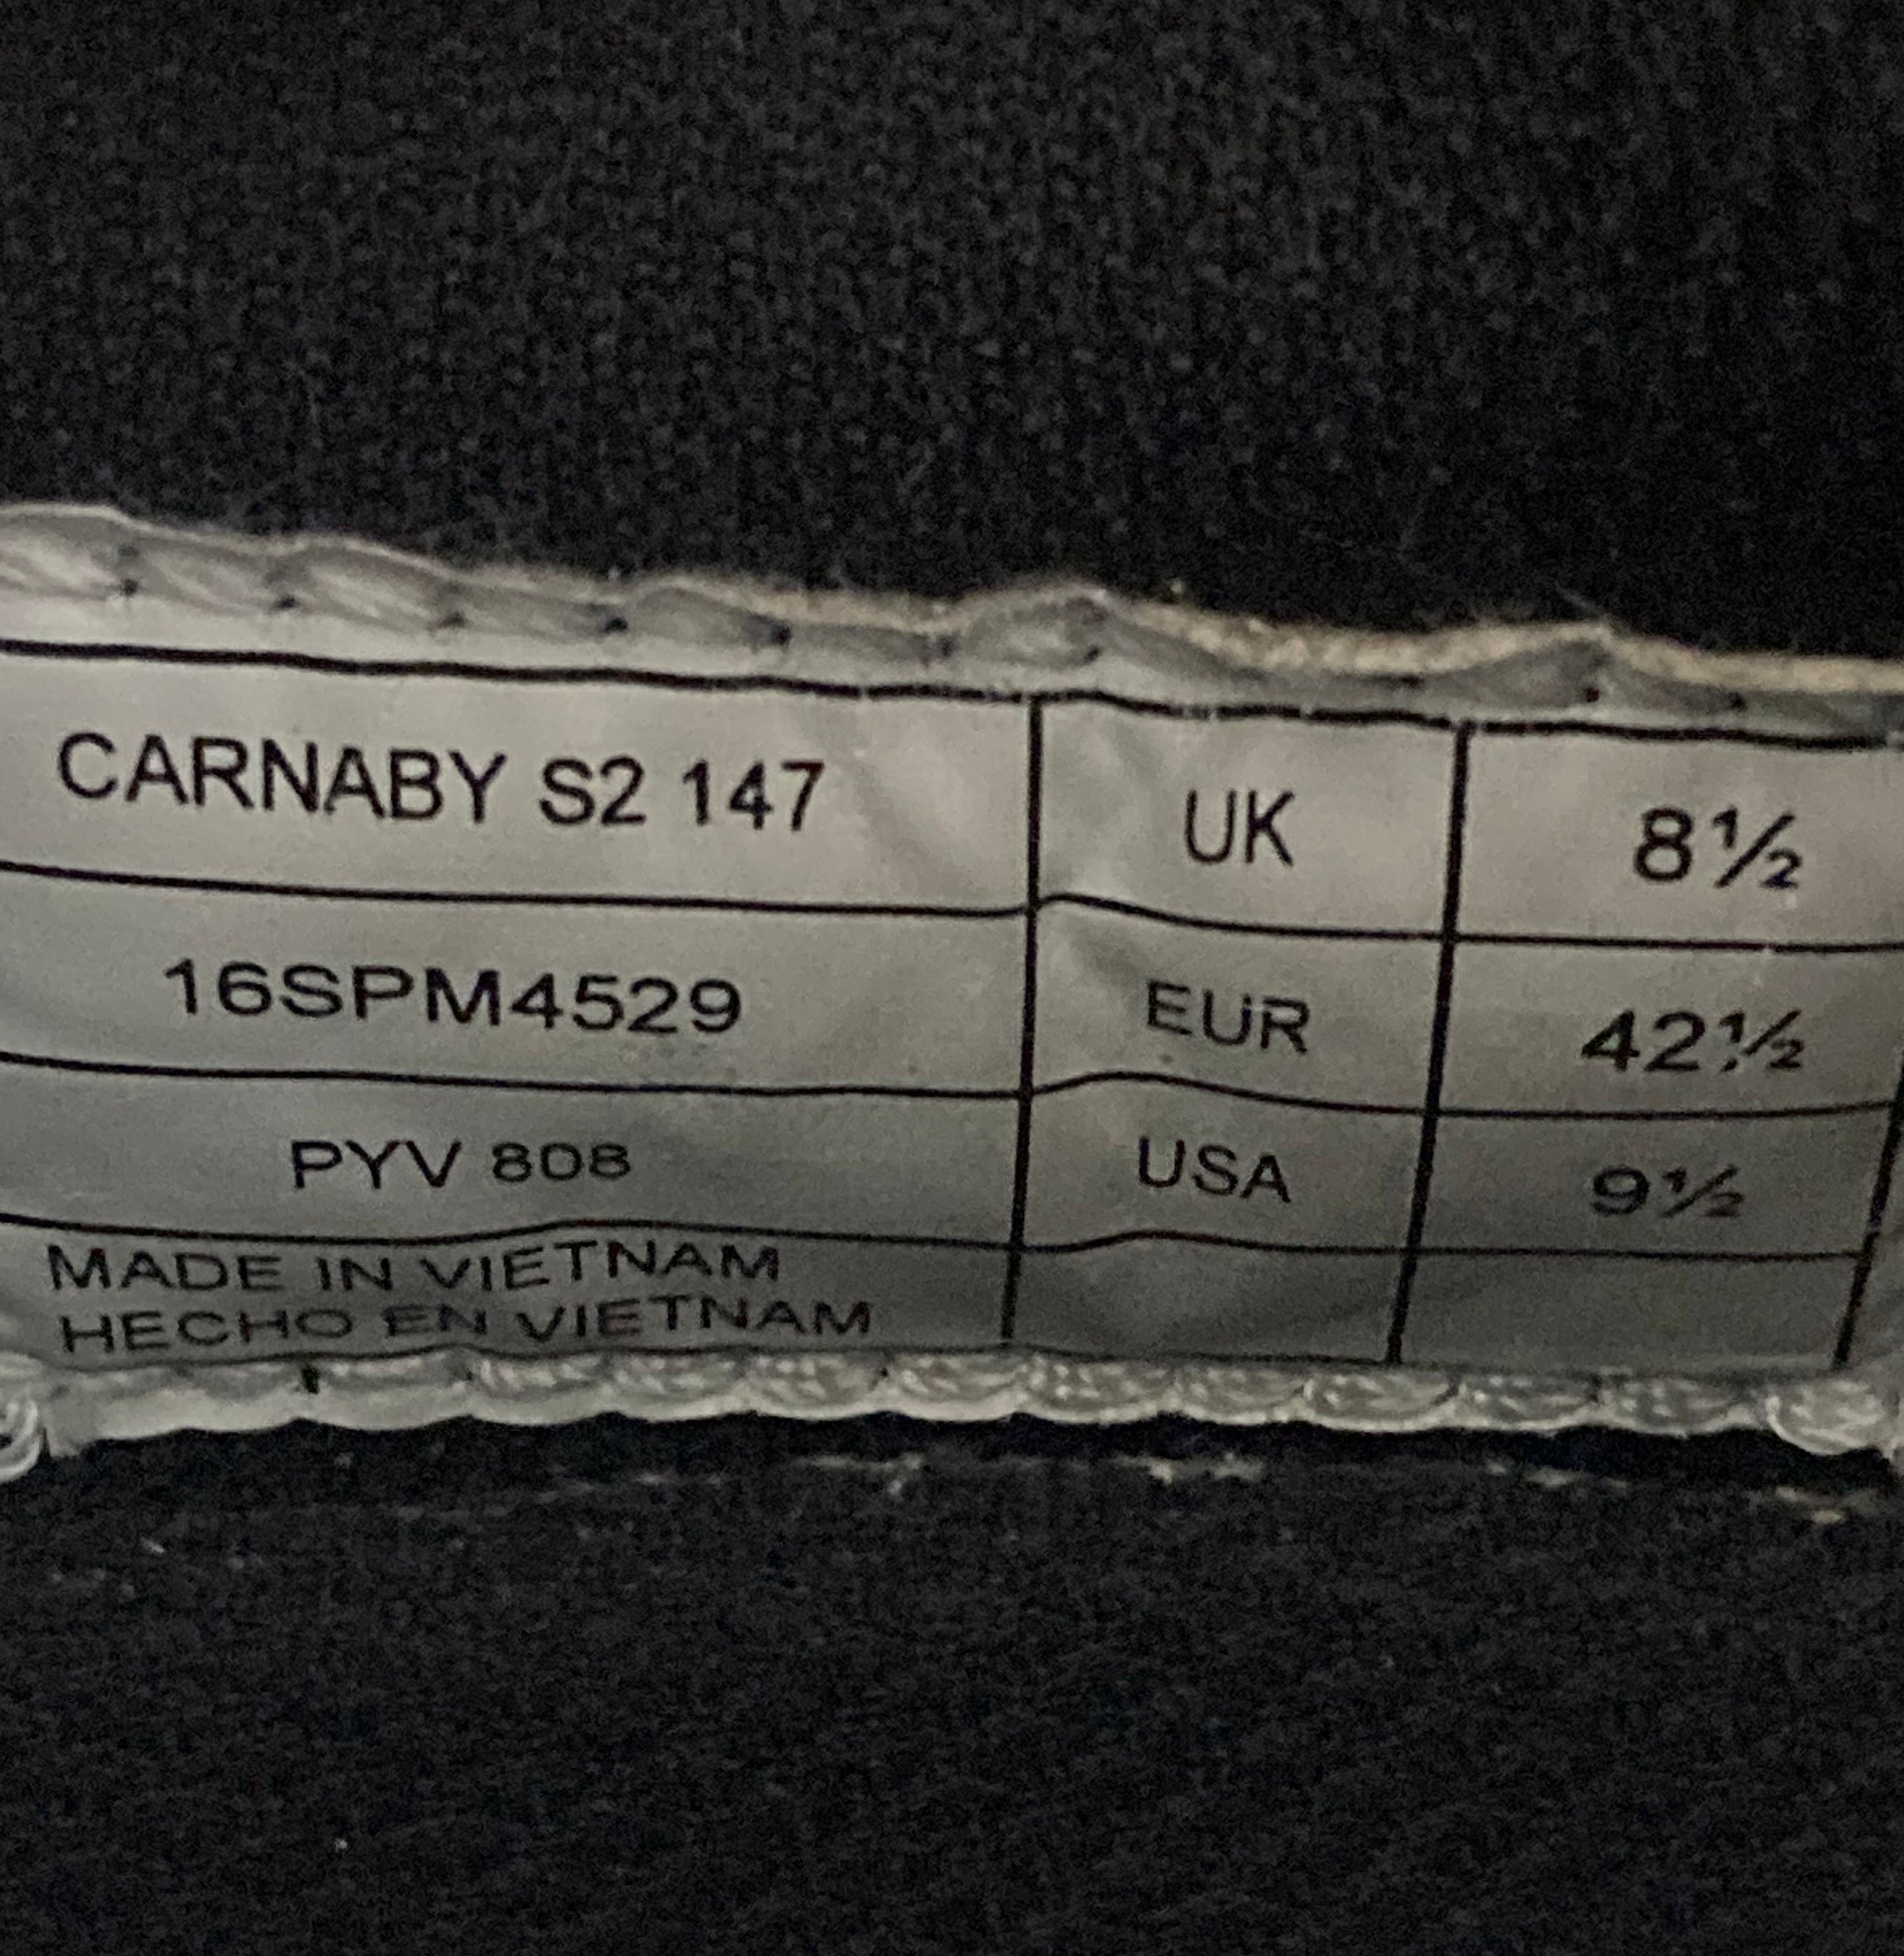 CARNABY S2 147 UK 8½
16SPM4529 EUR 42½
PYV 808 USA 9½
MADE IN VIETNAM
HECHO EN VIETNAM